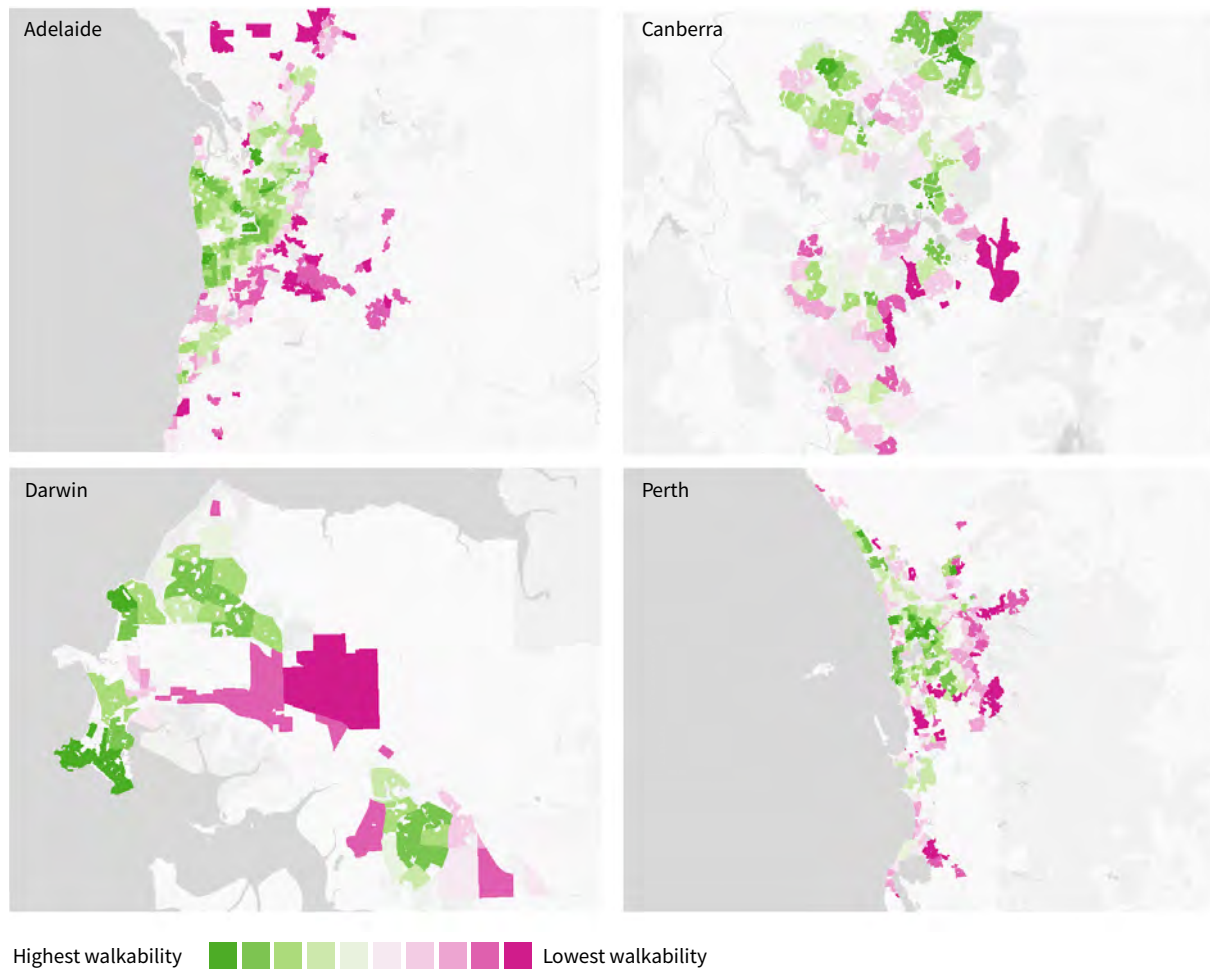 Adelaide
Canberra
Darwin
Perth
Highest walkability
Lowest walkability